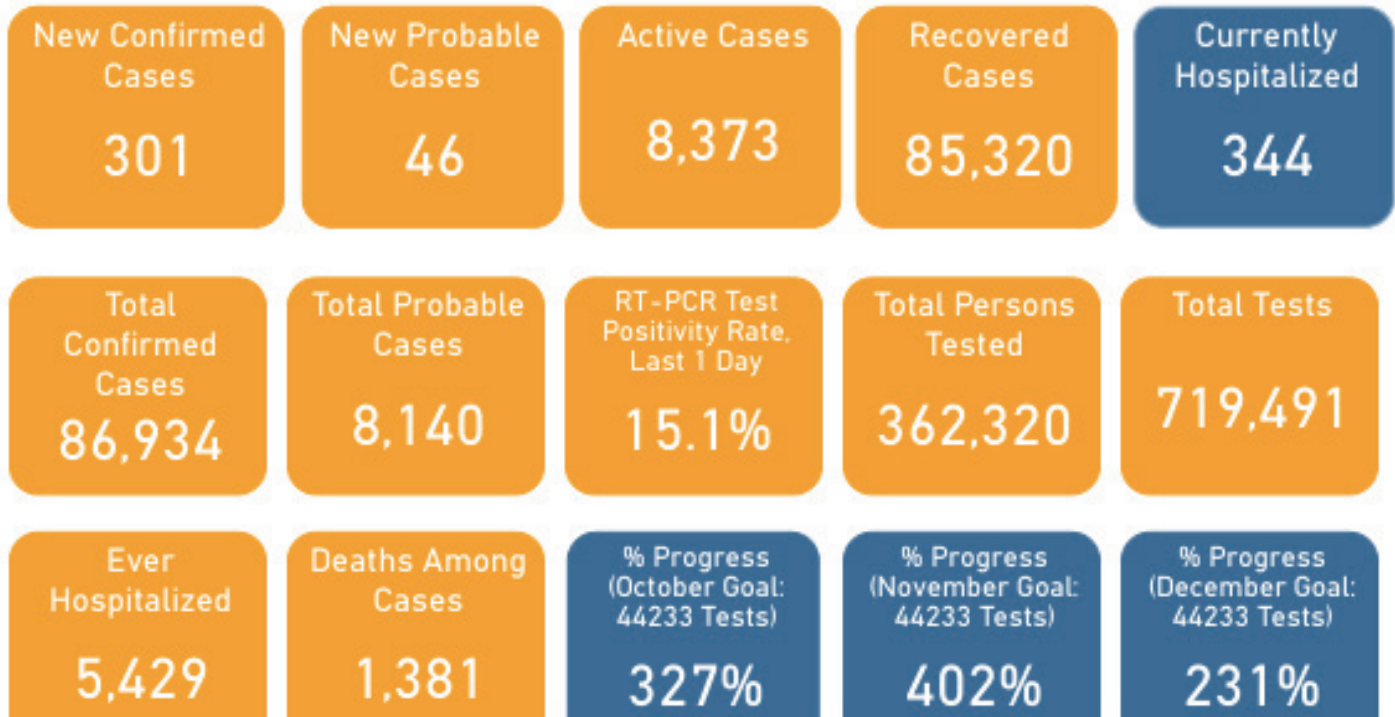 New Confirmed
Cases
301
New Probable
Cases
46
Active Cases
8,373
Recovered
Cases
85,320
Currently
Hospitalized
344
Total
Confirmed
Cases
86,934
Total Probable
Cases
8,140
RT-PCR Test
Positivity Rate,
Last 1 Day
15.1%
Total Persons
Tested
362,320
Total Tests
719,491
Ever
Hospitalized
5,429
Deaths Among
Cases
1,381
% Progress
(October Goal:
44233 Tests)
327%
% Progress
(November Goal:
44233 Tests)
402%
% Progress
(December Goal:
44233 Tests)
231%